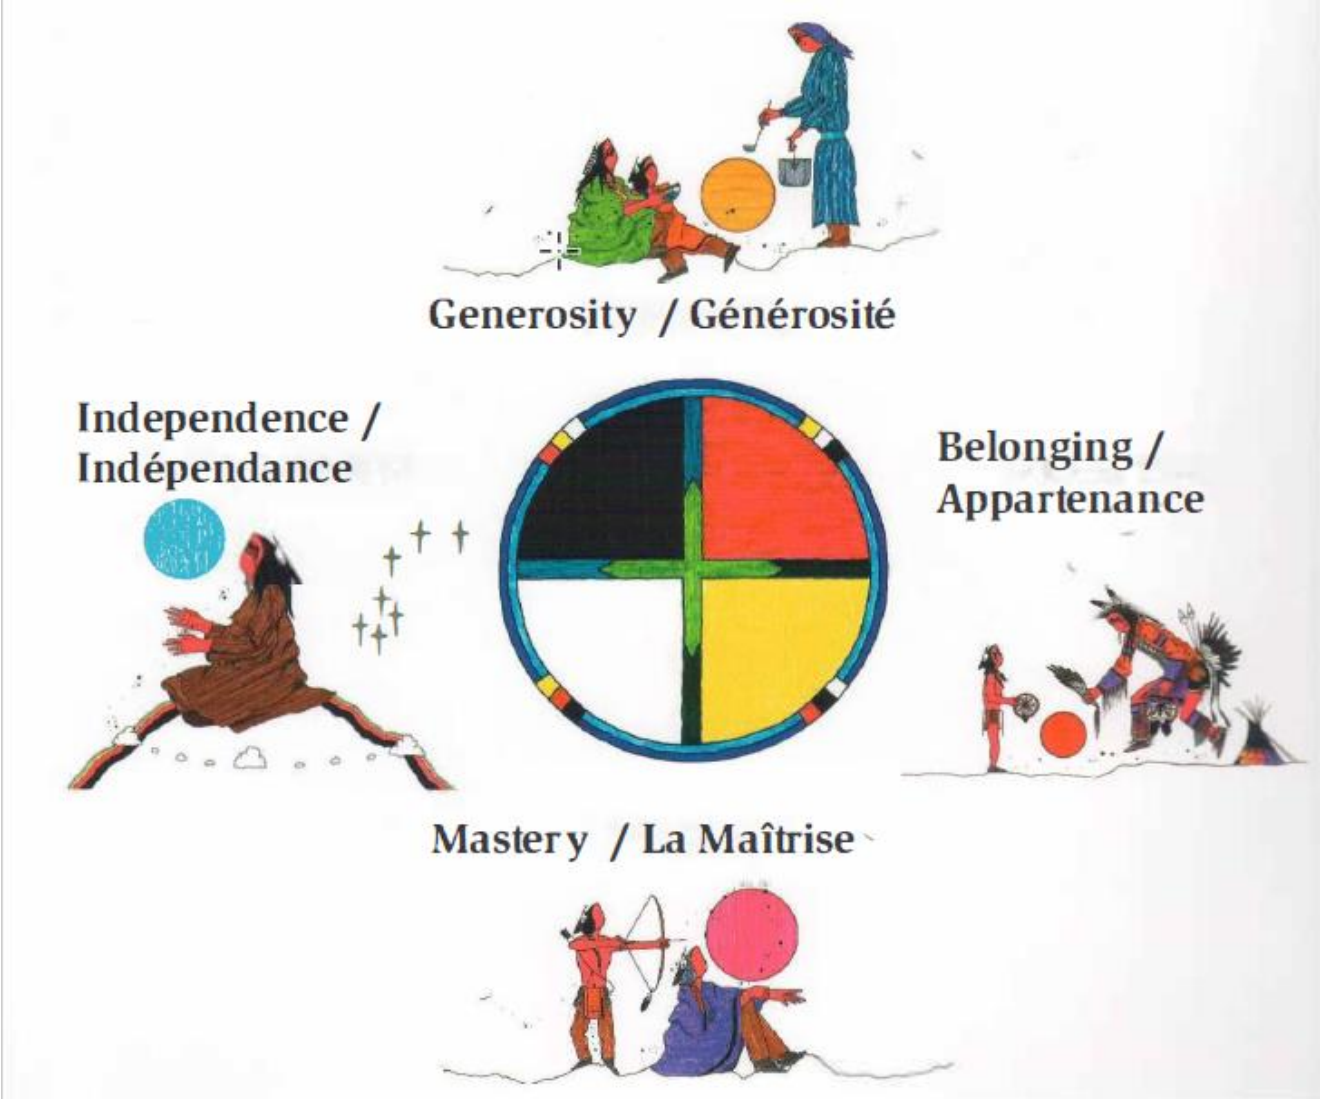 Generosity / Générosité
Independence /
Indépendance
Belonging /
Appartenance
Mastery / La Maîtrise